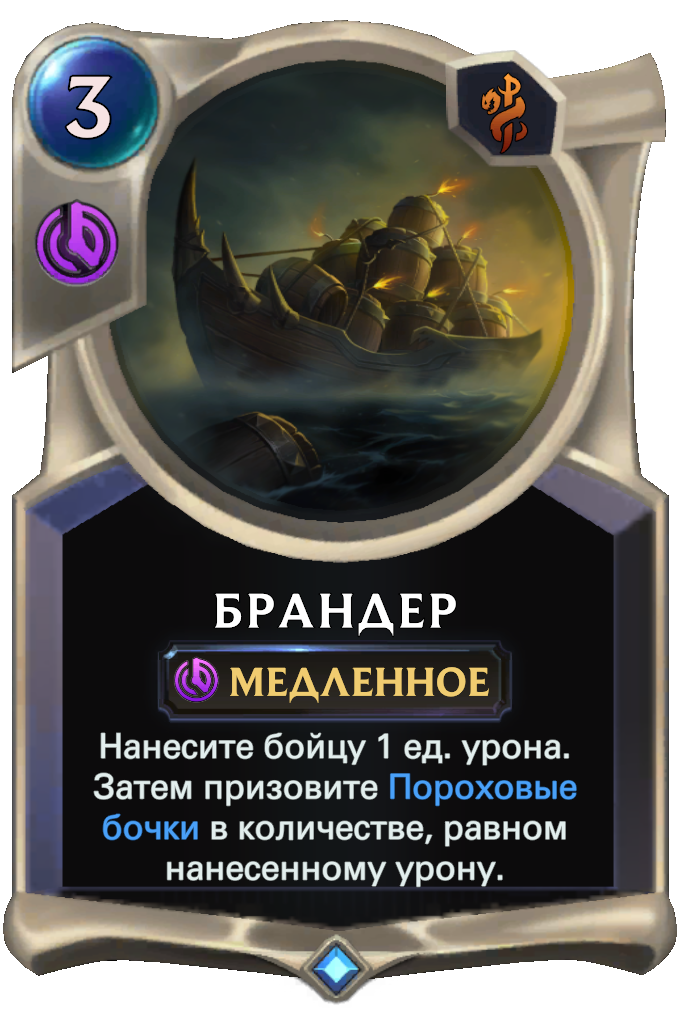 3
БРАНДЕР
МЕДЛЕННОЕ
Нанесите бойцу 1 ед. урона.
Затем призовите Пороховые
бочки в количестве, равном
нанесенному урону.